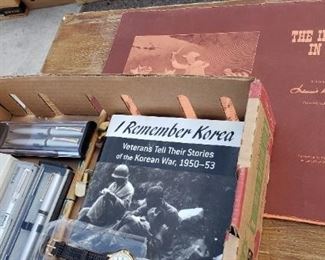 I Remember Korea
Veterans Tell Their Stories
of the Korean War, 1950–53
THE I
IN